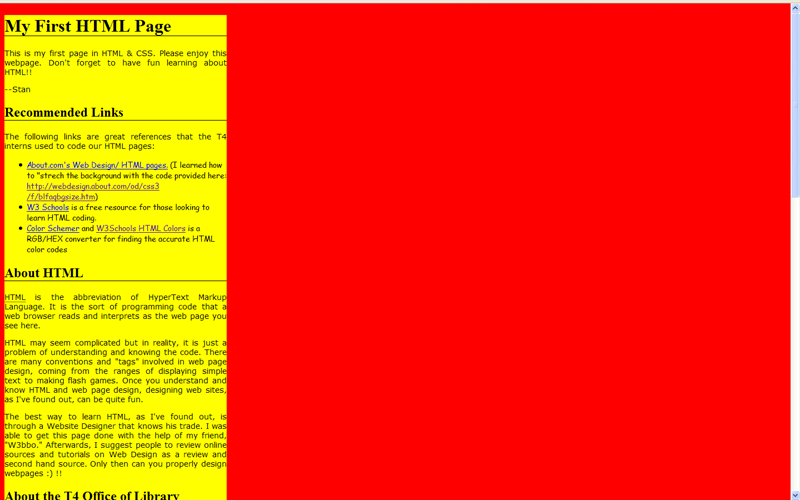 My First HTML Page
This is my first page in HTML & CSS. Please enjoy this
webpage. Don't forget to have fun learning about
HTML!!
--Stan
Recommended Links
The following links are great references that the T4
interns used to code our HTML pages:
• About.com's Web Design/ HTML pages. (I learned how
to "strech the background with the code provided here:
http://webdesign.about.com/od/css3
/f/blfaqbgsize.htm)
• W3 Schools is a free resource for those looking to
learn HTML coding.
• Color Schemer and W3Schools HTML Colors is a
RGB/HEX converter for finding the accurate HTML
color codes
About HTML
HTML is the abbreviation of HyperText Markup
Language. It is the sort of programming code that a
web browser reads and interprets as the web page you
see here.
HTML may seem complicated but in reality, it is just a
problem of understanding and knowing the code. There
are many conventions and "tags" involved in web page
design, coming from the ranges of displaying simple
text to making flash games. Once you understand and
know HTML and web page design, designing web sites,
as I've found out, can be quite fun.
The best way to learn HTML, as I've found out, is
through a Website Designer that knows his trade. I was
able to get this page done with the help of my friend,
"W3bbo." Afterwards, I suggest people to review online
sources and tutorials on Web Design as a review and
second hand source. Only then can you properly design
webpages :) !!
About the T4 Office of Library